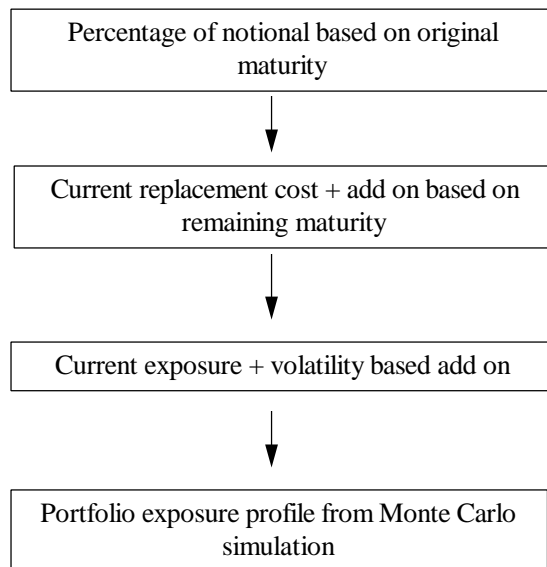 Percentage of notional based on original
maturity
Current replacement cost + add on based on
remaining maturity
Current exposure + volatility based add on
Portfolio exposure profile from Monte Carlo
simulation